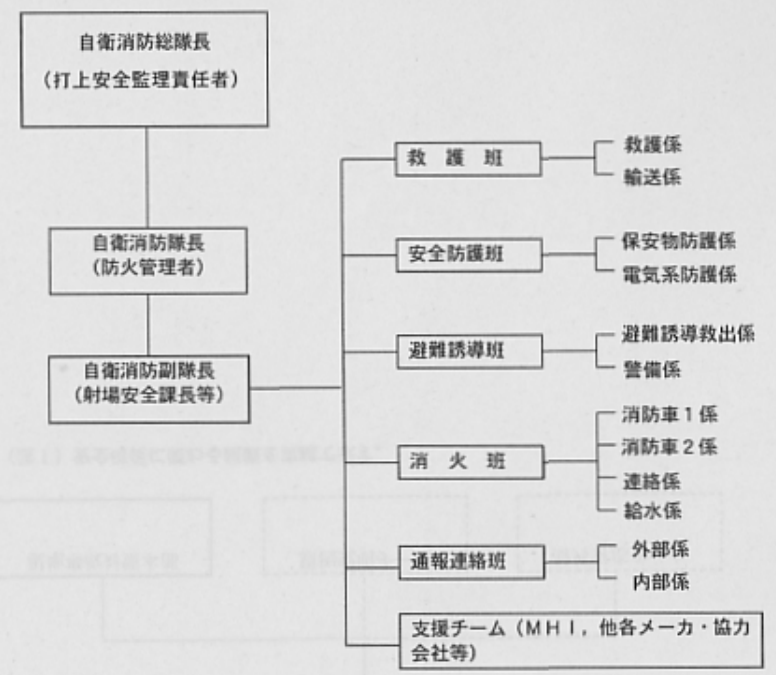 自衛消防総隊長
（打上安全監理責任者）
自衛消防隊長
（防火管理者）
自衛消防副隊長
（射場安全課長等）
救　護　班
救護係
輸送係
安全防護班
保安物防護係
電気系防護係
避難誘導班
避難誘導救出係
警備係
消　火　班
消防車１係
消防車２係
連絡係
給水係
通報連絡班
外部係
内部係
支援チーム（ＭＨＩ，他各メーカ・協力
会社等）